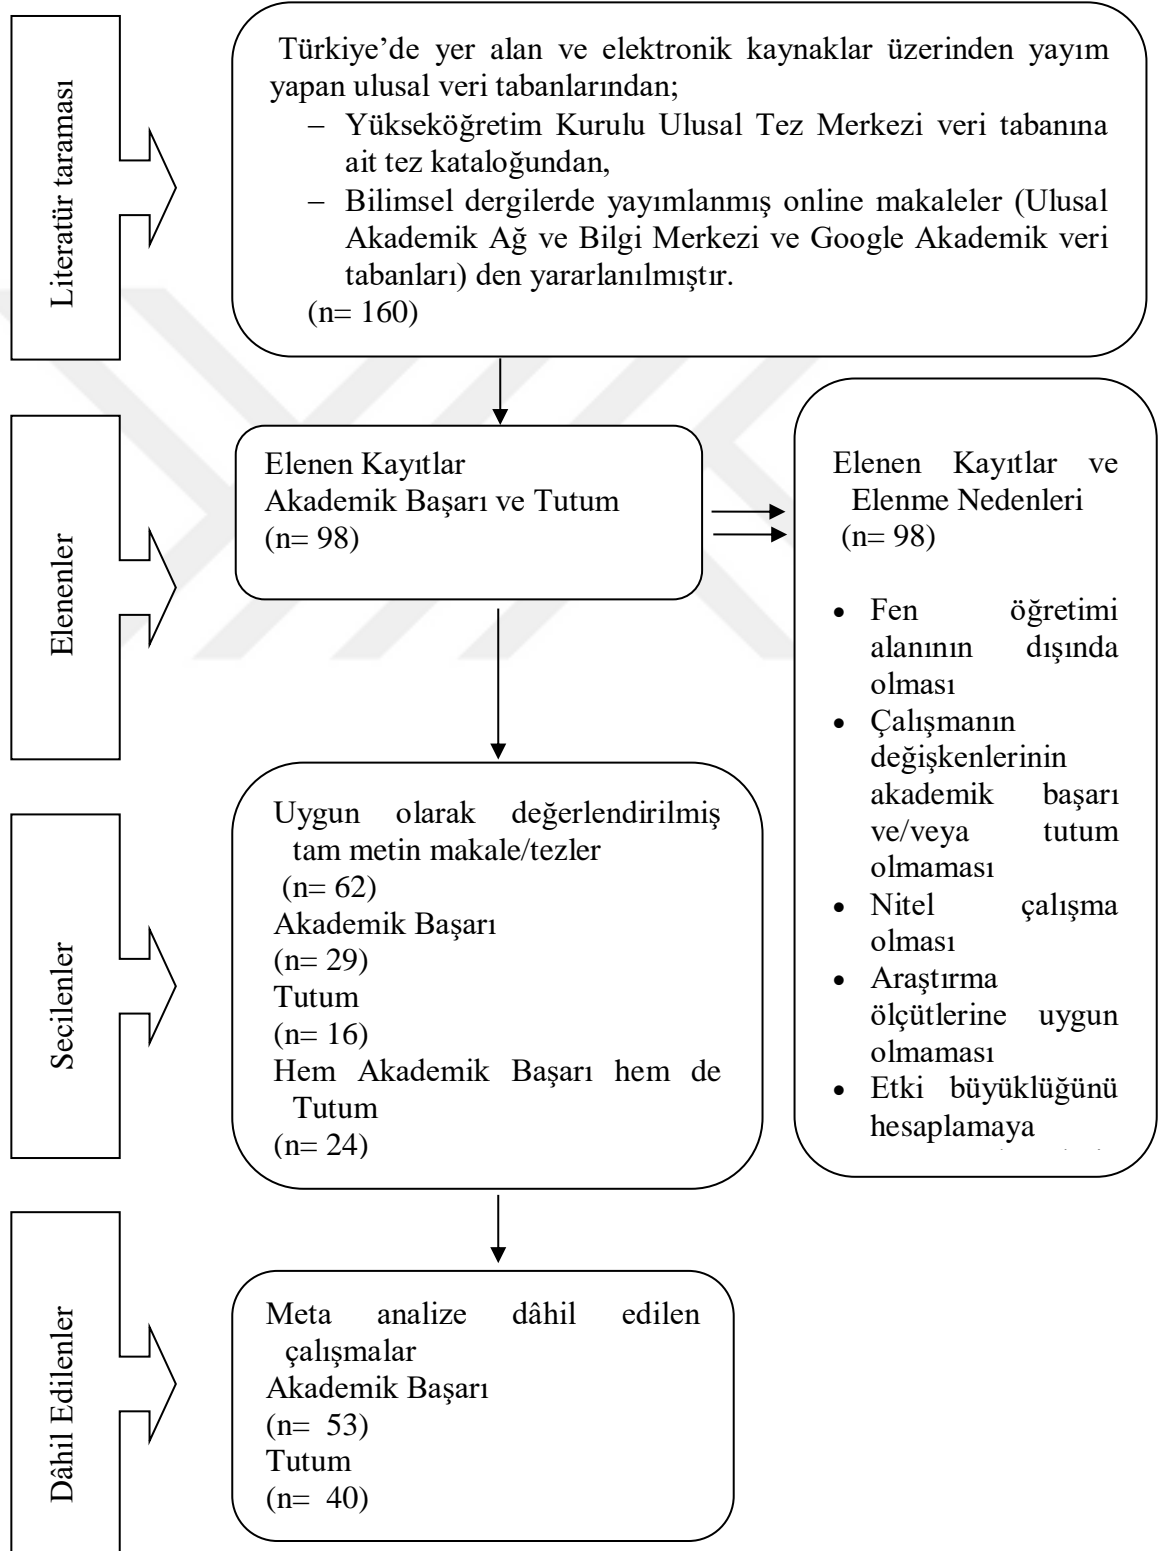 Literatür taraması
Türkiye’de yer alan ve elektronik kaynaklar üzerinden yayım
yapan ulusal veri tabanlarından;
– Yükseköğretim Kurulu Ulusal Tez Merkezi veri tabanına
ait tez kataloğundan,
– Bilimsel dergilerde yayımlanmış online makaleler (Ulusal
Akademik Ağ ve Bilgi Merkezi ve Google Akademik veri
tabanları) den yararlanılmıştır.
(n= 160)
Elenenler
Elenen Kayıtlar
Akademik Başarı ve Tutum
(n= 98)
Elenen Kayıtlar ve
Elenme Nedenleri
(n= 98)
• Fen öğretimi
alanının dışında
olması
• Çalışmanın
değişkenlerinin
akademik başarı
ve/veya tutum
olmaması
• Nitel çalışma
olması
• Araştırma
ölçütlerine uygun
olmaması
• Etki büyüklüğünü
hesaplamaya
Seçilenler
Uygun olarak değerlendirilmiş
tam metin makale/tezler
(n= 62)
Akademik Başarı
(n= 29)
Tutum
(n= 16)
Hem Akademik Başarı hem de
Tutum
(n= 24)
Dâhil Edilenler
Meta analize dâhil edilen
çalışmalar
Akademik Başarı
(n= 53)
Tutum
(n= 40)